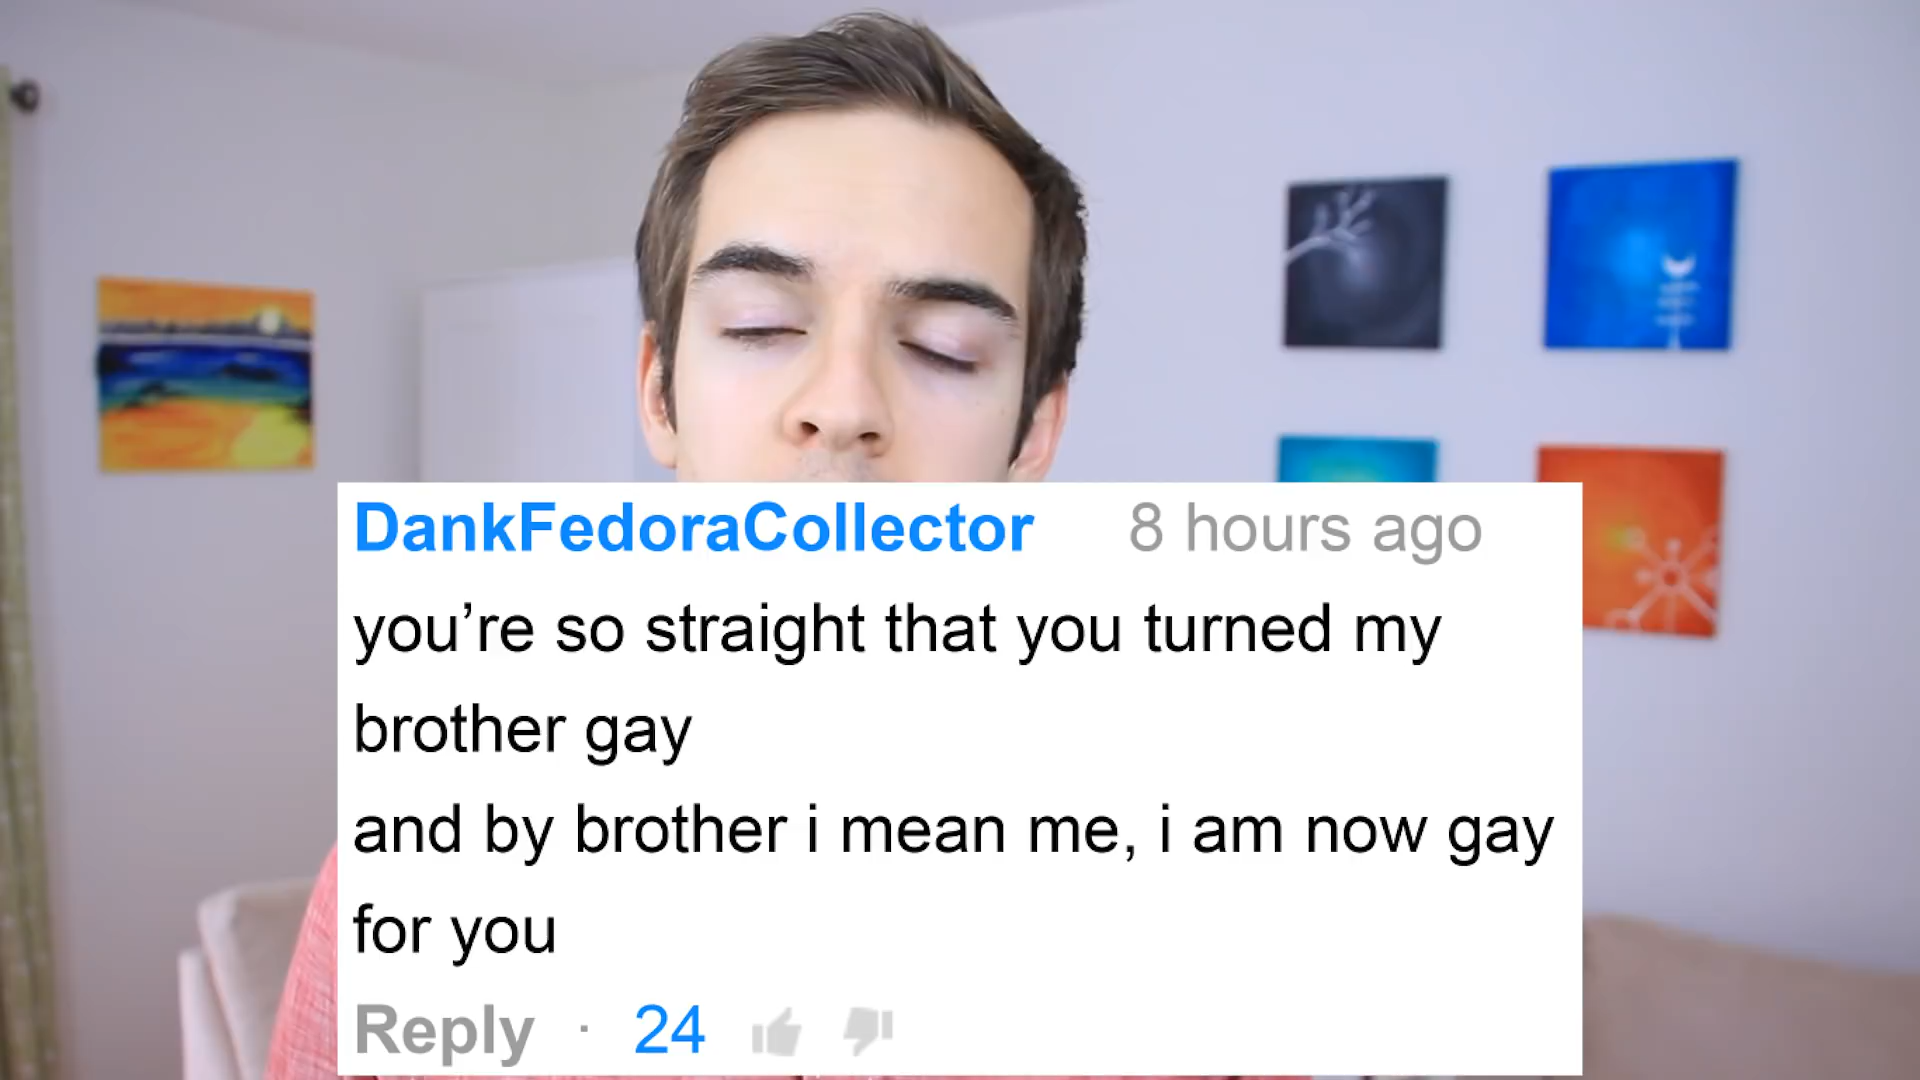 DankFedoraCollector 8 hours ago
you’re so straight that you turned my
brother gay
and by brother i mean me, i am now gay
for you
Reply · 24